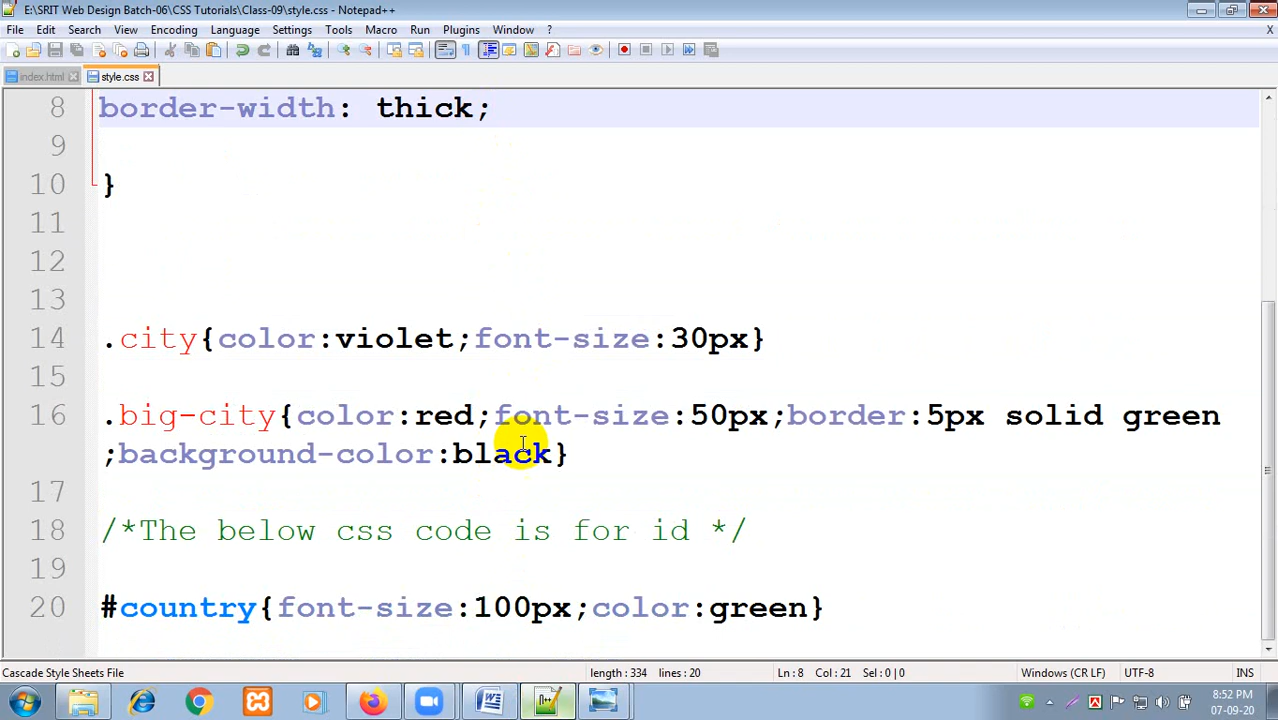 E:\SRIT Web Design Batch-06\CSS Tutorials\Class-09\style.css - Notepad++
File Edit Search View Encoding Language Settings Tools Macro Run Plugins Window ? X
index.html style.css
8 border-width: thick;
9
10 }
11
12
13
14 .city{color:violet;font-size:30px}
15
16 .big-city{color:red;font-size:50px;border:5px solid green
;background-color:black}
17
18 /*The below css code is for id */
19
20 #country{font-size:100px;color:green}
Cascade Style Sheets File length : 334 lines : 20 Ln : 8 Col : 21 Sel : 0 | 0 Windows (CR LF) UTF-8 INS
8:52 PM
07-09-20